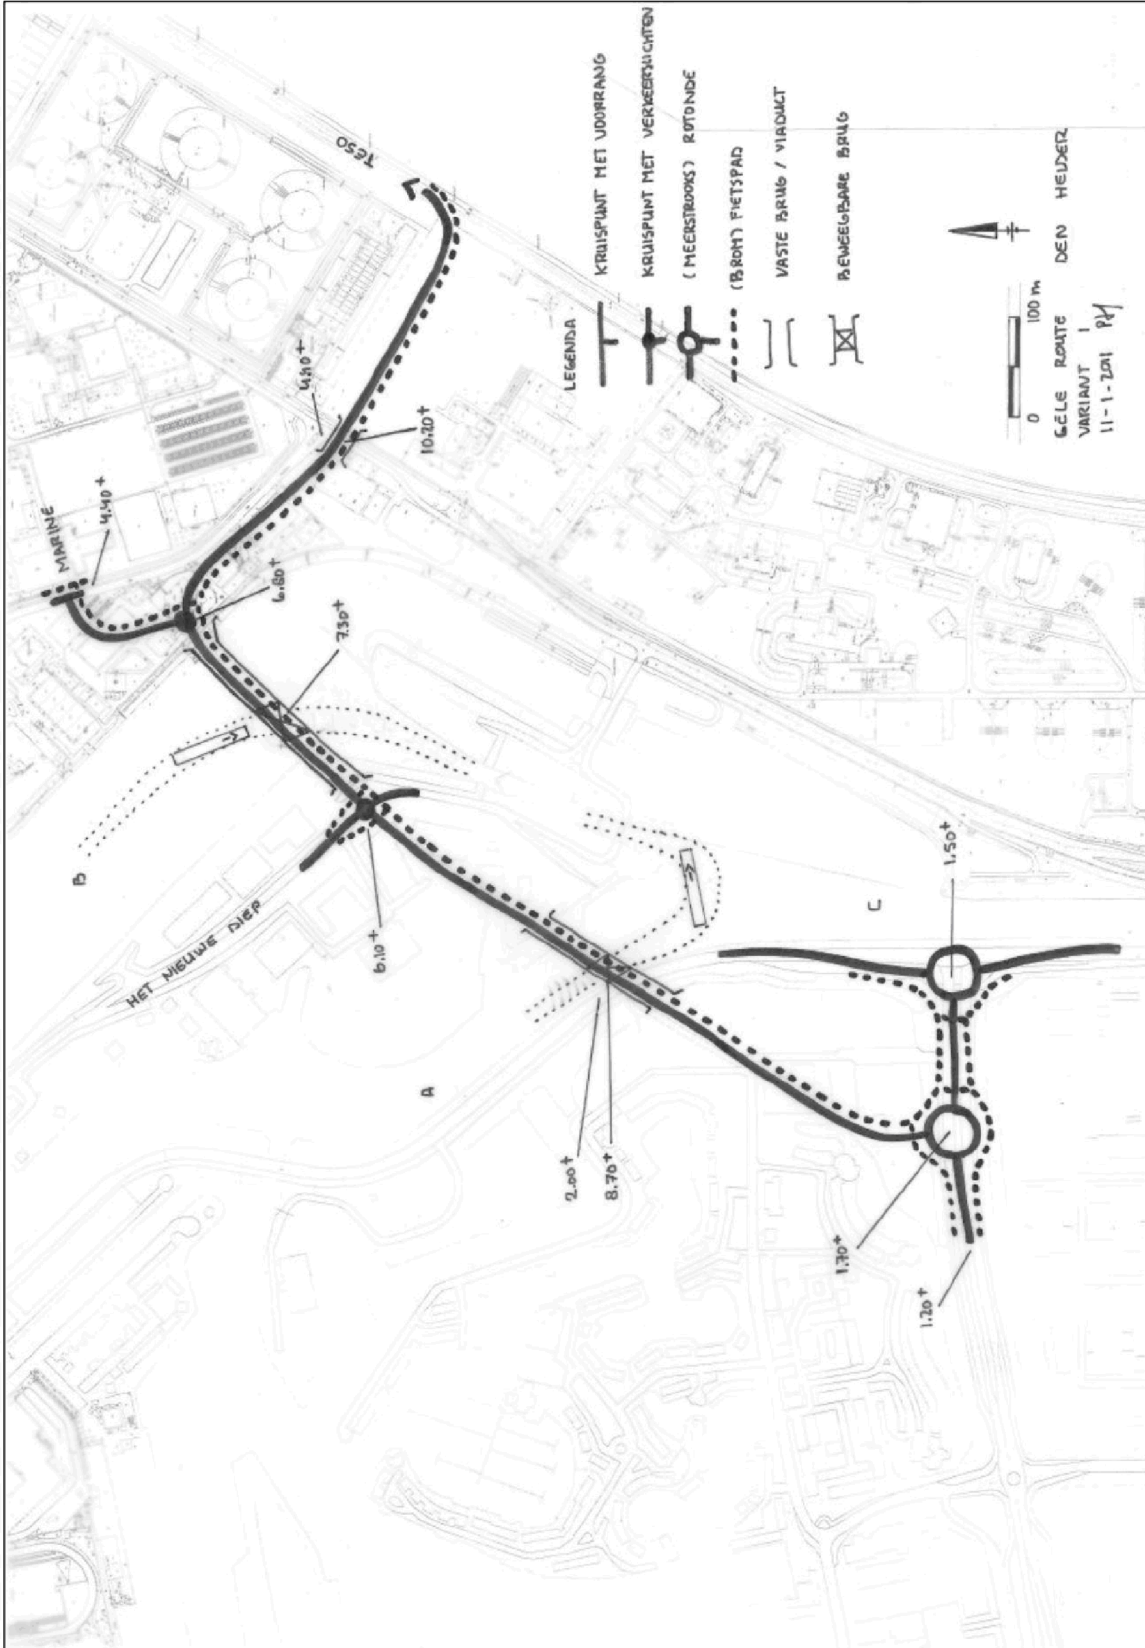 TESO
MARINE
4.40+
4.10+
10.20+
6.80+
7.30+
B
HET NIEUWE DIEP
6.10+
A
C
2.00+
8.70+
1.50+
1.70+
1.20+
LEGENDA
KRUISPUNT MET VOORRANG
KRUISPUNT MET VERKEERSLICHTEN
(MEERSTROOKS) ROTONDE
(BROM) FIETSPAD
VASTE BRUG / VIADUCT
BEWEEGBARE BRUG
0 100 m
GELE ROUTE DEN HELDER
VARIANT 1
11-1-2011 PJH